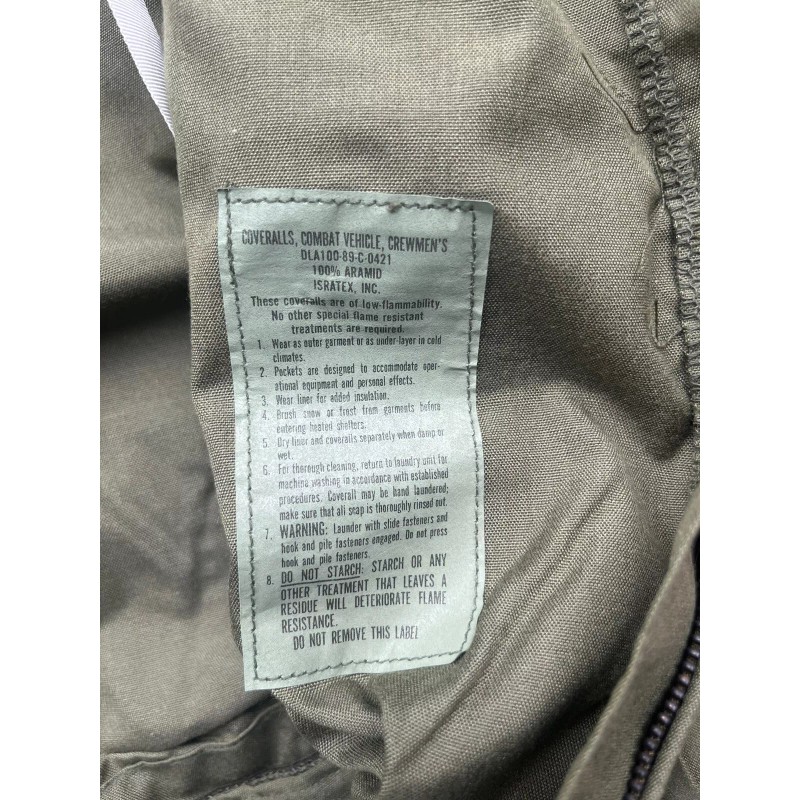 COVERALLS, COMBAT VEHICLE, CREWMEN'S
DLA100-89-C-0421
100% ARAMID
ISRATEX, INC.
These coveralls are of low-flammability.
No other special flame resistant
treatments are required.
1. Wear as outer garment or as under-layer in cold
climates.
2. Pockets are designed to accommodate oper-
ational equipment and personal effects.
3. Wear liner for added insulation.
4. Brush snow or frost from garments before
entering heated shelters.
5. Dry liner and coveralls separately when damp or
wet.
6. For thorough cleaning, return to laundry unit for
machine washing in accordance with established
procedures. Coverall may be hand laundered;
make sure that all soap is thoroughly rinsed out.
7. WARNING: Launder with slide fasteners and
hook and pile fasteners engaged. Do not press
hook and pile fasteners.
8. DO NOT STARCH: STARCH OR ANY
OTHER TREATMENT THAT LEAVES A
RESIDUE WILL DETERIORATE FLAME
RESISTANCE.
DO NOT REMOVE THIS LABEL